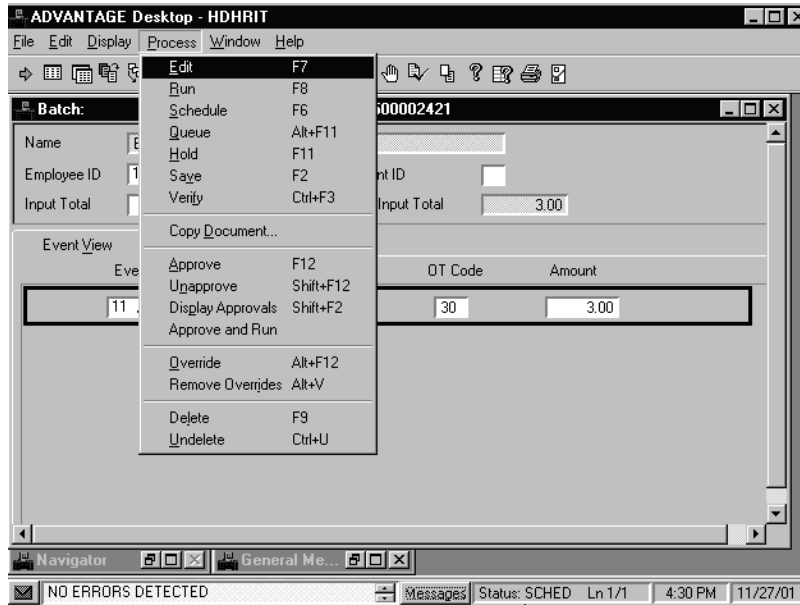 ADVANTAGE Desktop - HDHRIT
File Edit Display Process Window Help
Edit F7
Run F8
Schedule F6
Queue Alt+F11
Hold F11
Save F2
Verify Ctrl+F3
Copy Document...
Approve F12
Unapprove Shift+F12
Display Approvals Shift+F2
Approve and Run
Override Alt+F12
Remove Overrides Alt+V
Delete F9
Undelete Ctrl+U
Batch: 500002421
Name
Employee ID 1 ID
Input Total Input Total 3.00
Event View
OT Code Amount
11 30 3.00
Navigator General Me...
NO ERRORS DETECTED Messages Status: SCHED Ln 1/1 4:30 PM 11/27/01